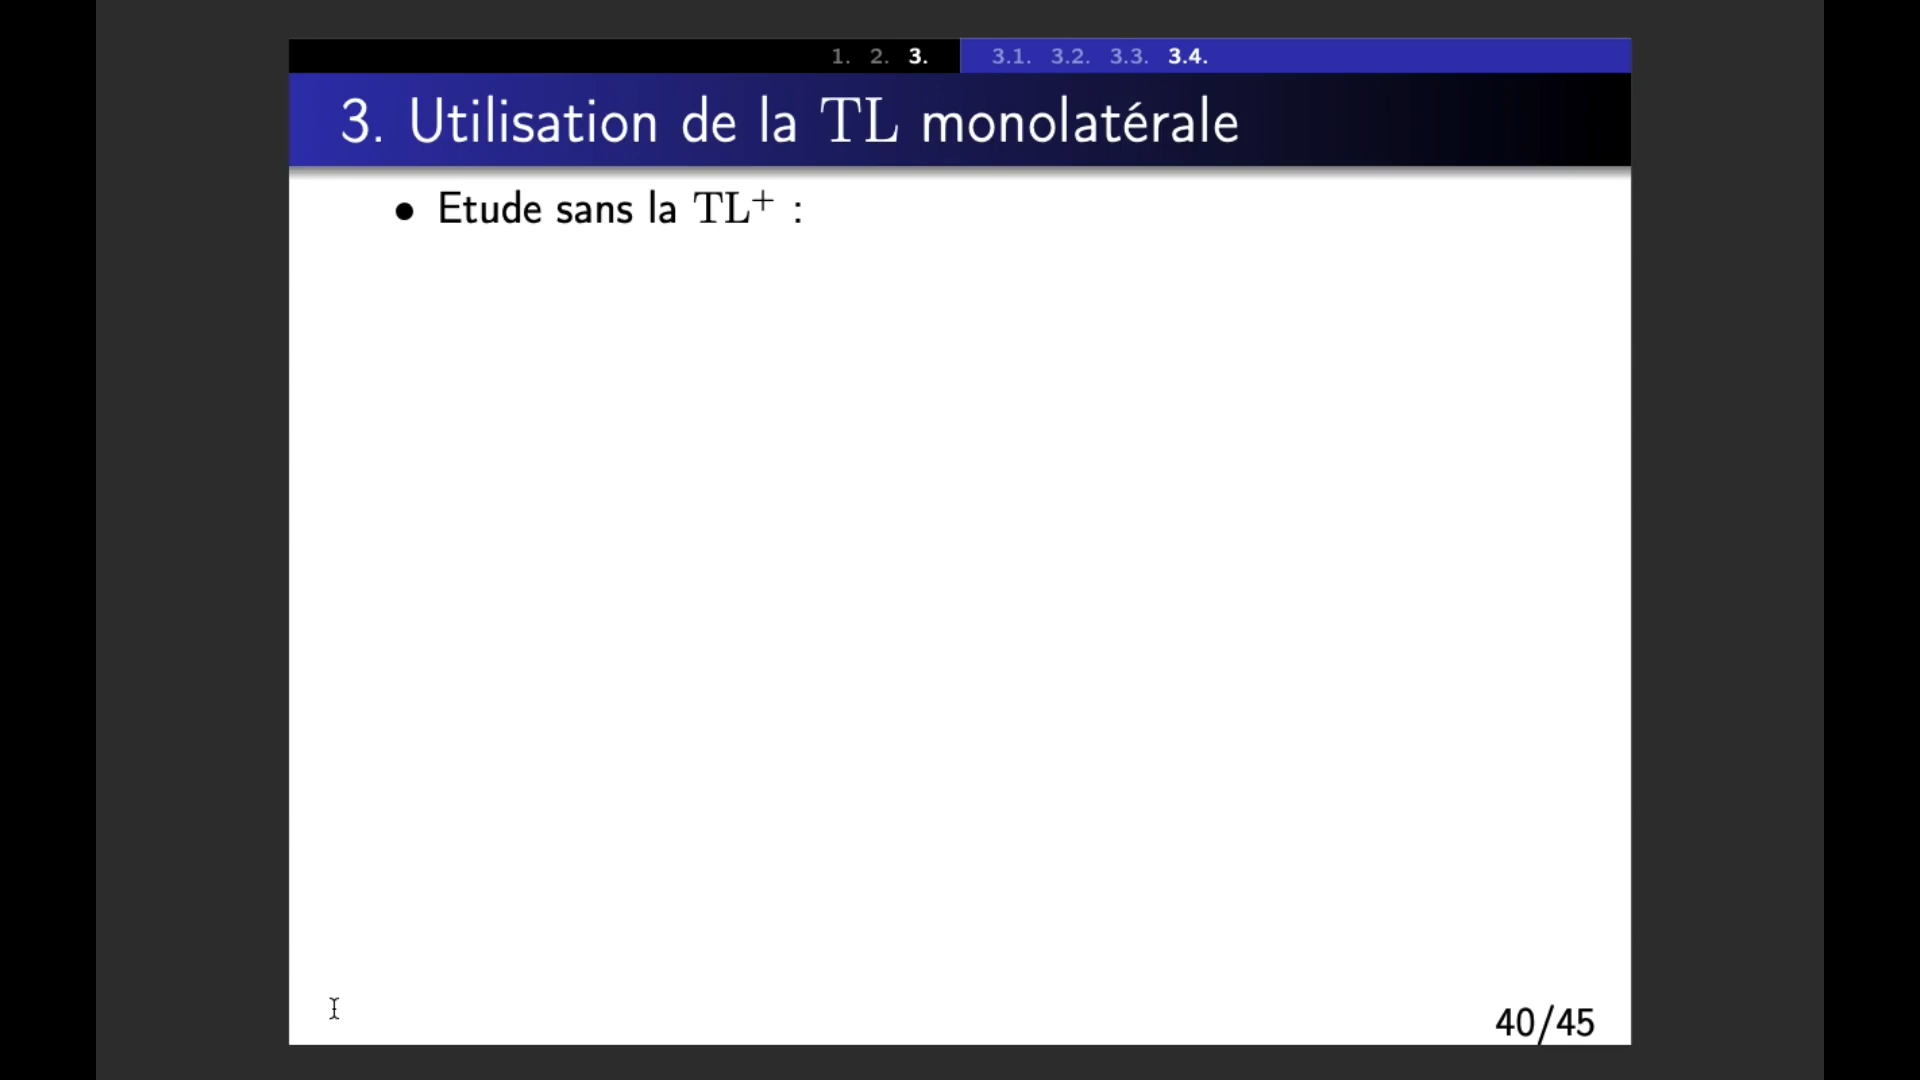 1. 2. 3. 3.1. 3.2. 3.3. 3.4.
3. Utilisation de la TL monolatérale
• Etude sans la TL⁺ :
40/45